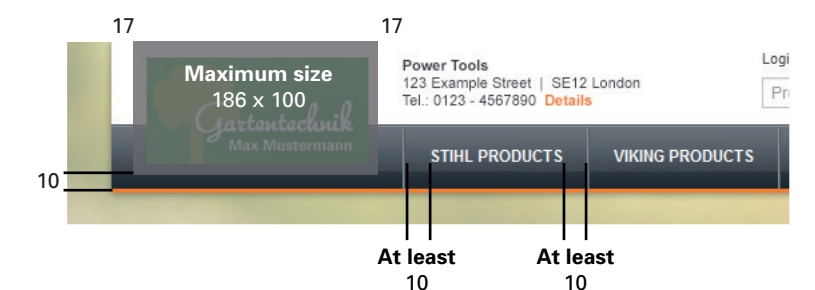 17 17
Maximum size
186 x 100
Gartentechnik
Max Mustermann
Power Tools
123 Example Street | SE12 London
Tel.: 0123 - 4567890 Details
Logi
Pr
STIHL PRODUCTS VIKING PRODUCTS
10
At least At least
10 10